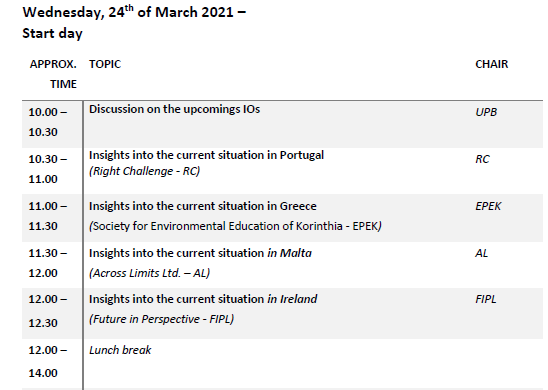 Wednesday, 24th of March 2021 –
Start day
APPROX. TIME TOPIC CHAIR
10.00 – 10.30 Discussion on the upcomings IOs UPB
10.30 – 11.00 Insights into the current situation in Portugal
(Right Challenge - RC) RC
11.00 – 11.30 Insights into the current situation in Greece
(Society for Environmental Education of Korinthia - EPEK) EPEK
11.30 – 12.00 Insights into the current situation in Malta
(Across Limits Ltd. – AL) AL
12.00 – 12.30 Insights into the current situation in Ireland
(Future in Perspective - FIPL) FIPL
12.00 – 14.00 Lunch break